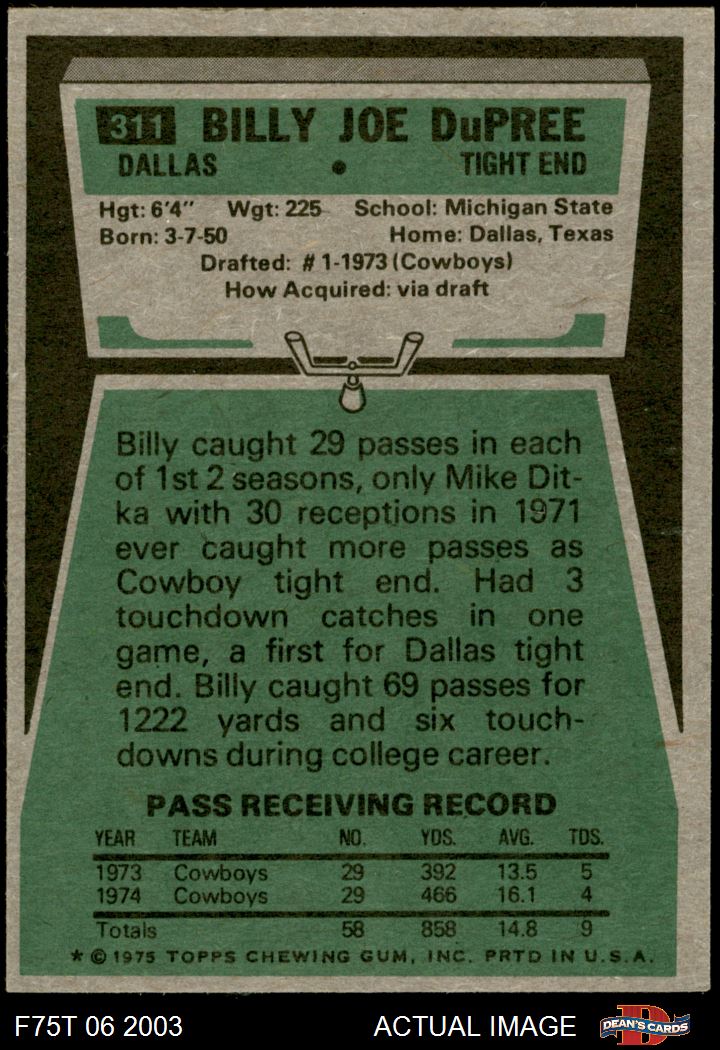 311 BILLY JOE DuPREE
DALLAS • TIGHT END
Hgt: 6'4" Wgt: 225 School: Michigan State
Born: 3-7-50 Home: Dallas, Texas
Drafted: #1-1973 (Cowboys)
How Acquired: via draft
Billy caught 29 passes in each
of 1st 2 seasons, only Mike Dit-
ka with 30 receptions in 1971
ever caught more passes as
Cowboy tight end. Had 3
touchdown catches in one
game, a first for Dallas tight
end. Billy caught 69 passes for
1222 yards and six touch-
downs during college career.
PASS RECEIVING RECORD
YEAR TEAM NO. YDS. AVG. TDS.
1973 Cowboys 29 392 13.5 5
1974 Cowboys 29 466 16.1 4
Totals 58 858 14.8 9
* © 1975 TOPPS CHEWING GUM, INC. PRTD IN U.S.A.
F75T 06 2003 ACTUAL IMAGE D DEAN'S CARDS